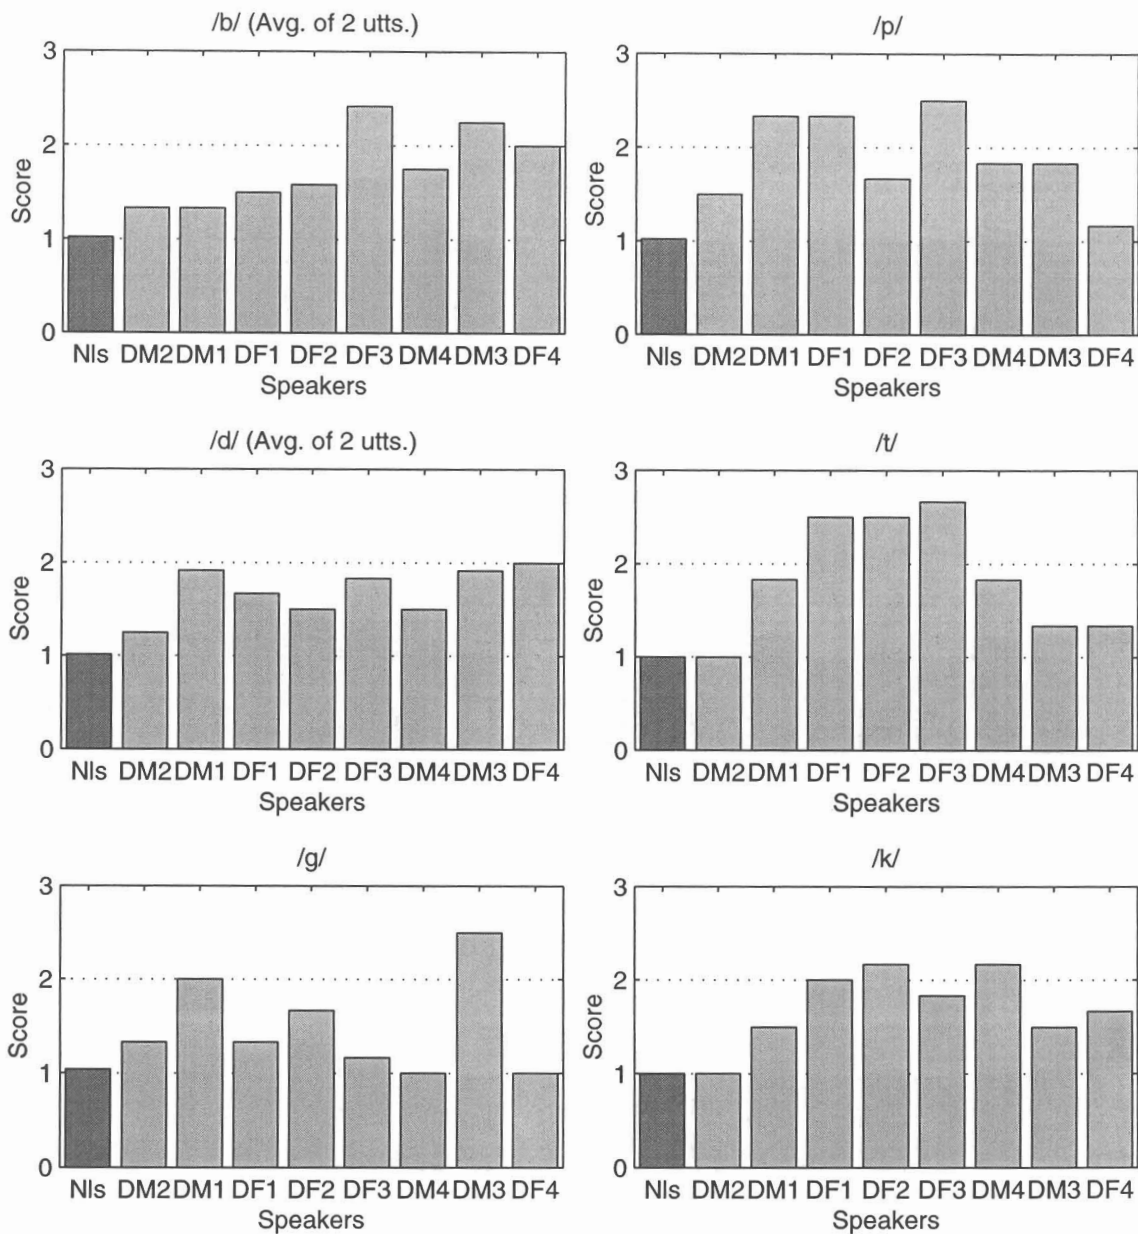 /b/ (Avg. of 2 utts.)
3
2
1
0
Score
Nls DM2 DM1 DF1 DF2 DF3 DM4 DM3 DF4
Speakers
/p/
3
2
1
0
Score
Nls DM2 DM1 DF1 DF2 DF3 DM4 DM3 DF4
Speakers
/d/ (Avg. of 2 utts.)
3
2
1
0
Score
Nls DM2 DM1 DF1 DF2 DF3 DM4 DM3 DF4
Speakers
/t/
3
2
1
0
Score
Nls DM2 DM1 DF1 DF2 DF3 DM4 DM3 DF4
Speakers
/g/
3
2
1
0
Score
Nls DM2 DM1 DF1 DF2 DF3 DM4 DM3 DF4
Speakers
/k/
3
2
1
0
Score
Nls DM2 DM1 DF1 DF2 DF3 DM4 DM3 DF4
Speakers